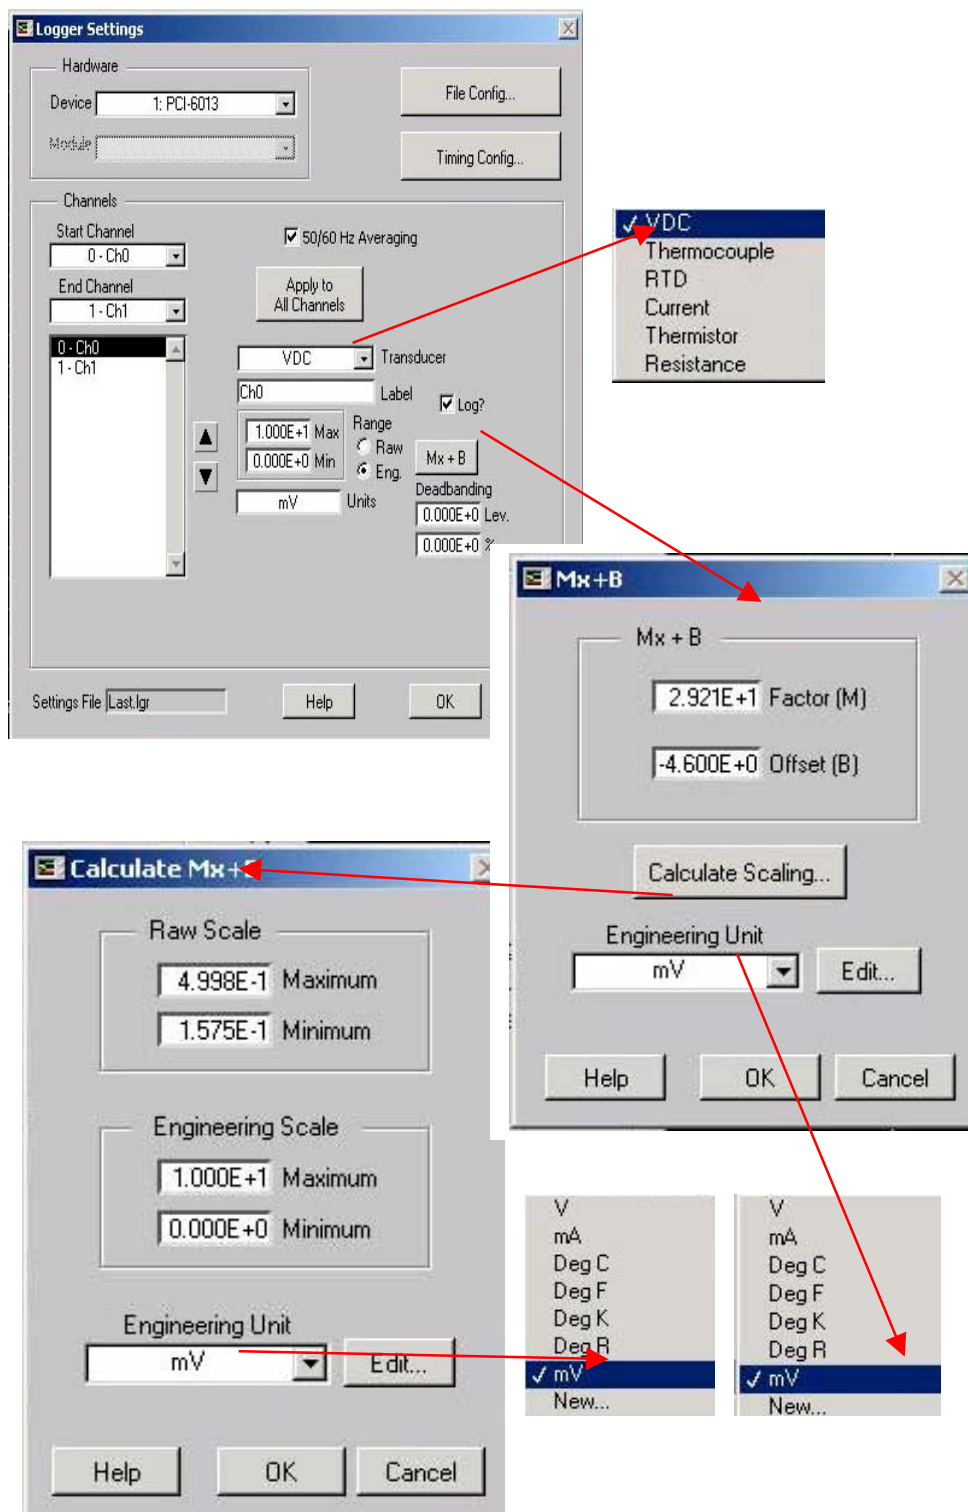 Logger Settings
Hardware
Device 1: PCI-6013
Module
File Config...
Timing Config...
Channels
Start Channel
0 - Ch0
End Channel
1 - Ch1
0 - Ch0
1 - Ch1
50/60 Hz Averaging
Apply to
All Channels
VDC Transducer
Ch0 Label
Log?
1.000E+1 Max
0.000E+0 Min
Range
Raw
Eng.
Mx + B
mV Units
Deadbanding
0.000E+0 Lev.
0.000E+0 %
Settings File Last.lgr
Help
OK
VDC
Thermocouple
RTD
Current
Thermistor
Resistance
Mx+B
Mx + B
2.921E+1 Factor (M)
-4.600E+0 Offset (B)
Calculate Scaling...
Engineering Unit
mV Edit...
Help OK Cancel
Calculate Mx+
Raw Scale
4.998E-1 Maximum
1.575E-1 Minimum
Engineering Scale
1.000E+1 Maximum
0.000E+0 Minimum
Engineering Unit
mV Edit...
Help OK Cancel
V
mA
Deg C
Deg F
Deg K
Deg R
mV
New...
V
mA
Deg C
Deg F
Deg K
Deg R
mV
New...